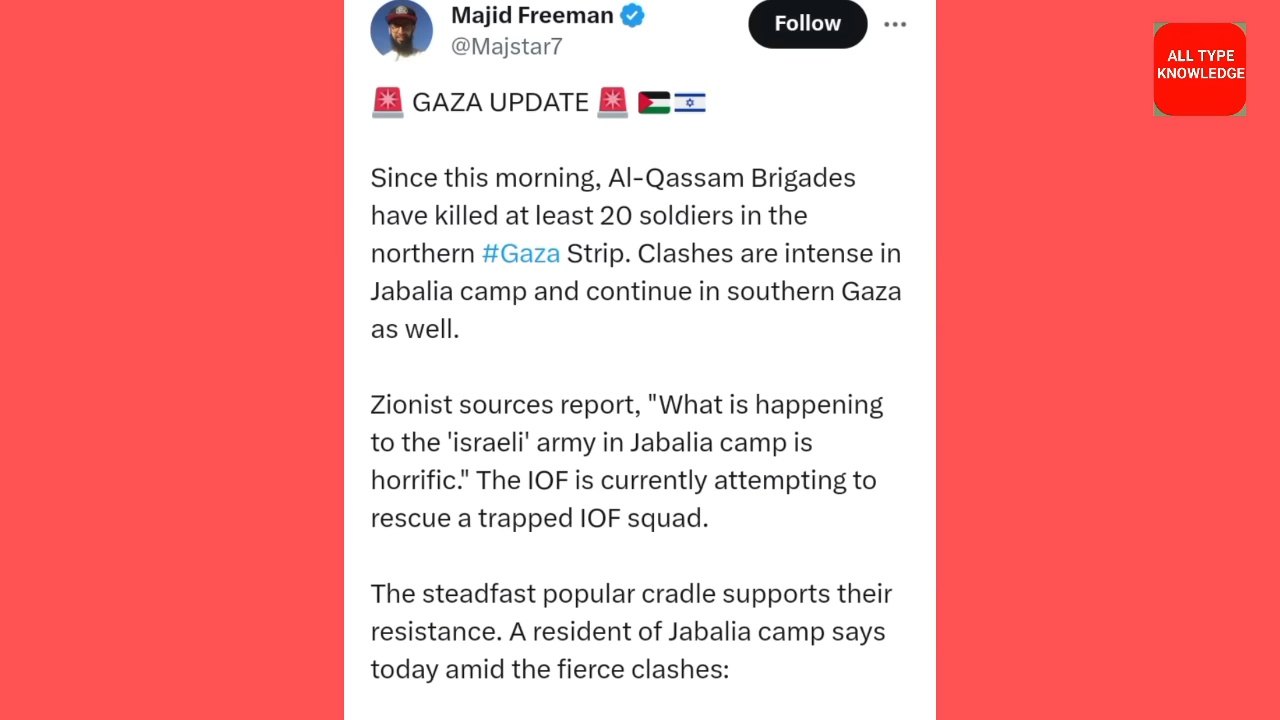 Majid Freeman
@Majstar7
Follow
ALL TYPE
KNOWLEDGE
GAZA UPDATE
Since this morning, Al-Qassam Brigades
have killed at least 20 soldiers in the
northern #Gaza Strip. Clashes are intense in
Jabalia camp and continue in southern Gaza
as well.
Zionist sources report, "What is happening
to the 'israeli' army in Jabalia camp is
horrific." The IOF is currently attempting to
rescue a trapped IOF squad.
The steadfast popular cradle supports their
resistance. A resident of Jabalia camp says
today amid the fierce clashes: